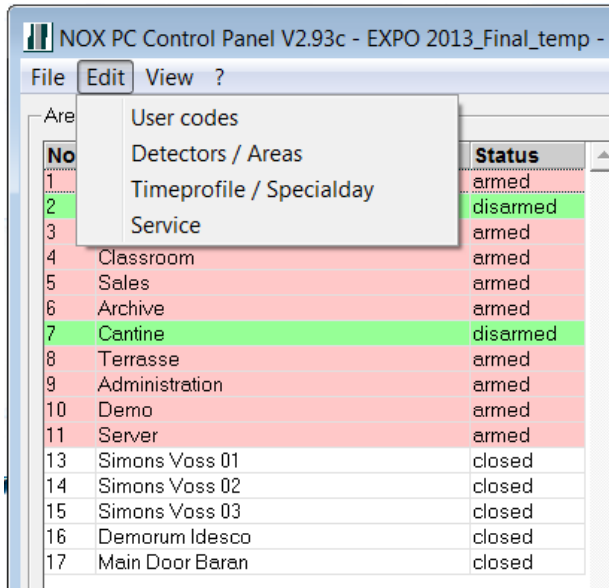 NOX PC Control Panel V2.93c - EXPO 2013_Final_temp -
File Edit View ?
Are
User codes
Detectors / Areas
Timeprofile / Specialday
Service
No Status
1 armed
2 disarmed
3 armed
4 Classroom armed
5 Sales armed
6 Archive armed
7 Cantine disarmed
8 Terrasse armed
9 Administration armed
10 Demo armed
11 Server armed
13 Simons Voss 01 closed
14 Simons Voss 02 closed
15 Simons Voss 03 closed
16 Demorum Idesco closed
17 Main Door Baran closed